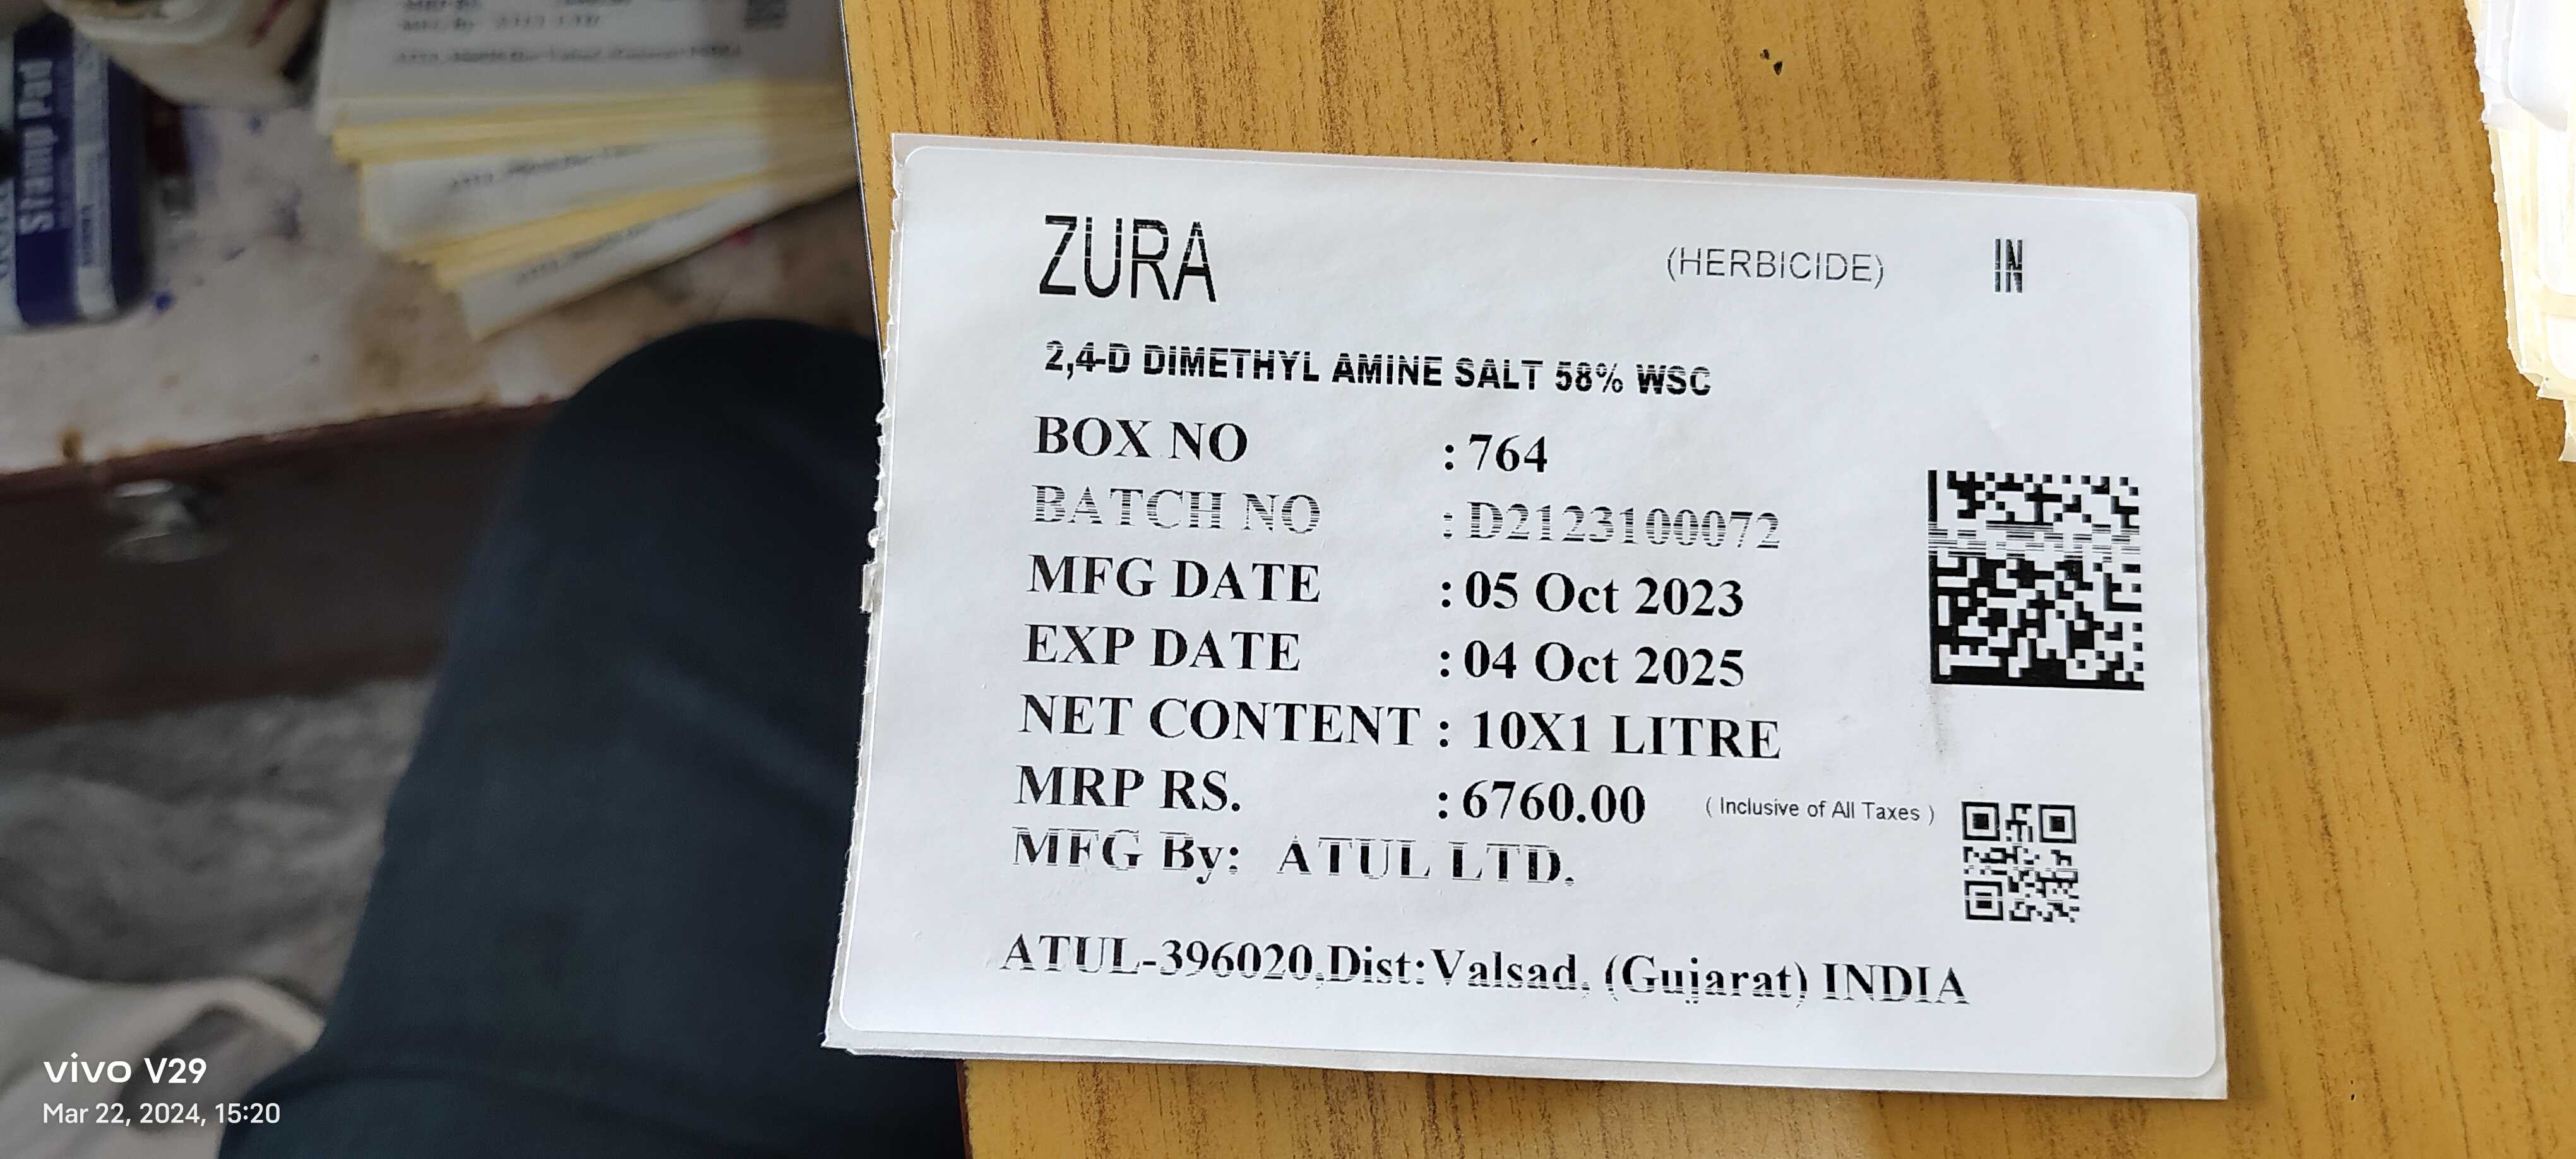 Stamp Pad
ZURA (HERBICIDE) IN
2,4-D DIMETHYL AMINE SALT 58% WSC
BOX NO : 764
BATCH NO : D2123100072
MFG DATE : 05 Oct 2023
EXP DATE : 04 Oct 2025
NET CONTENT : 10X1 LITRE
MRP RS. : 6760.00 ( Inclusive of All Taxes )
MFG By: ATUL LTD.
ATUL-396020,Dist:Valsad, (Gujarat) INDIA
vivo V29
Mar 22, 2024, 15:20